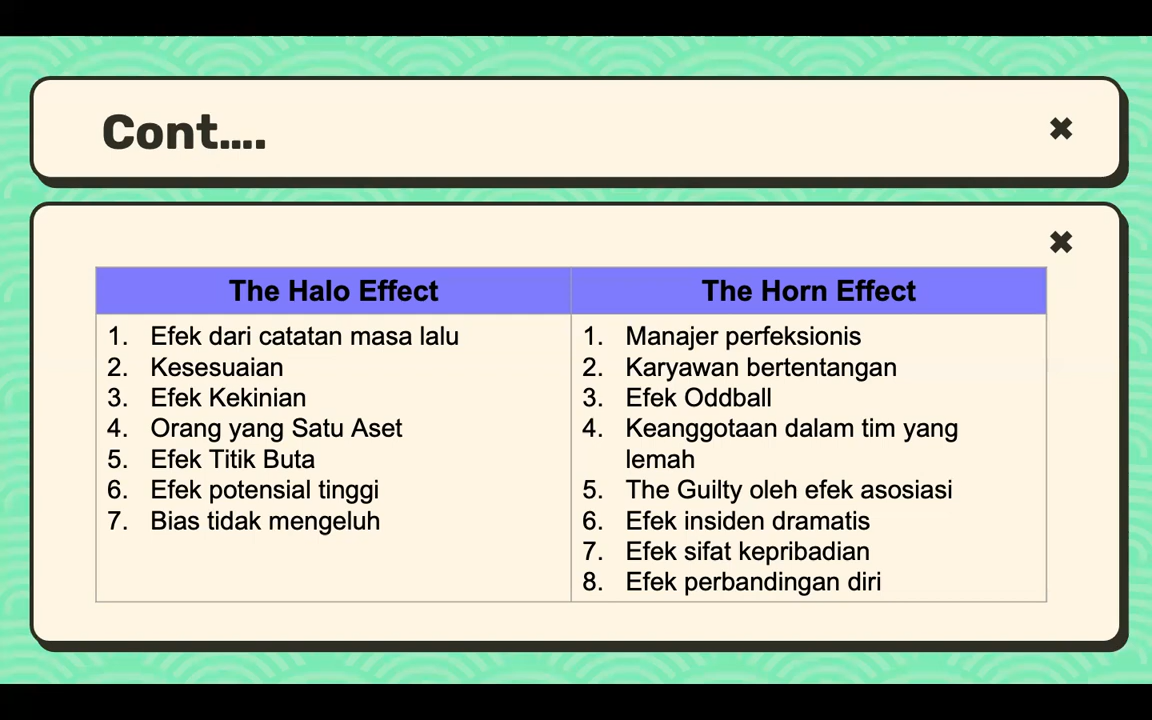 Cont....
The Halo Effect
1. Efek dari catatan masa lalu
2. Kesesuaian
3. Efek Kekinian
4. Orang yang Satu Aset
5. Efek Titik Buta
6. Efek potensial tinggi
7. Bias tidak mengeluh
The Horn Effect
1. Manajer perfeksionis
2. Karyawan bertentangan
3. Efek Oddball
4. Keanggotaan dalam tim yang
lemah
5. The Guilty oleh efek asosiasi
6. Efek insiden dramatis
7. Efek sifat kepribadian
8. Efek perbandingan diri